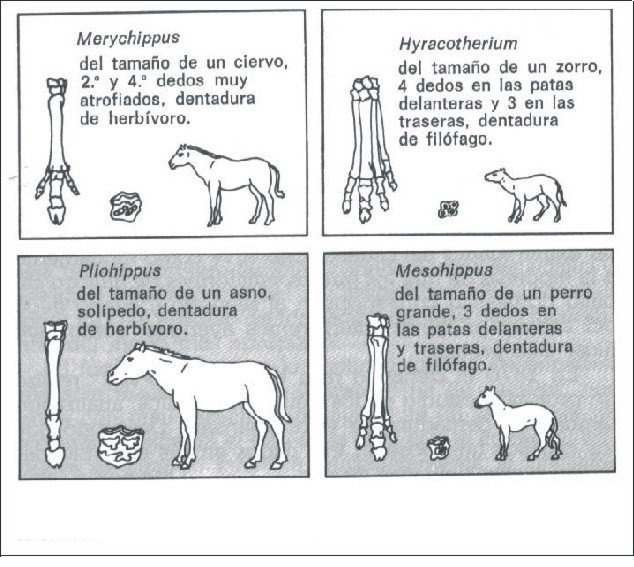 Merychippus
del tamaño de un ciervo,
2.° y 4.° dedos muy
atrofiados, dentadura
de herbívoro.
Hyracotherium
del tamaño de un zorro,
4 dedos en las patas
delanteras y 3 en las
traseras, dentadura
de filófago.
Pliohippus
del tamaño de un asno,
solípedo, dentadura
de herbívoro.
Mesohippus
del tamaño de un perro
grande, 3 dedos en
las patas delanteras
y traseras, dentadura
de filófago.